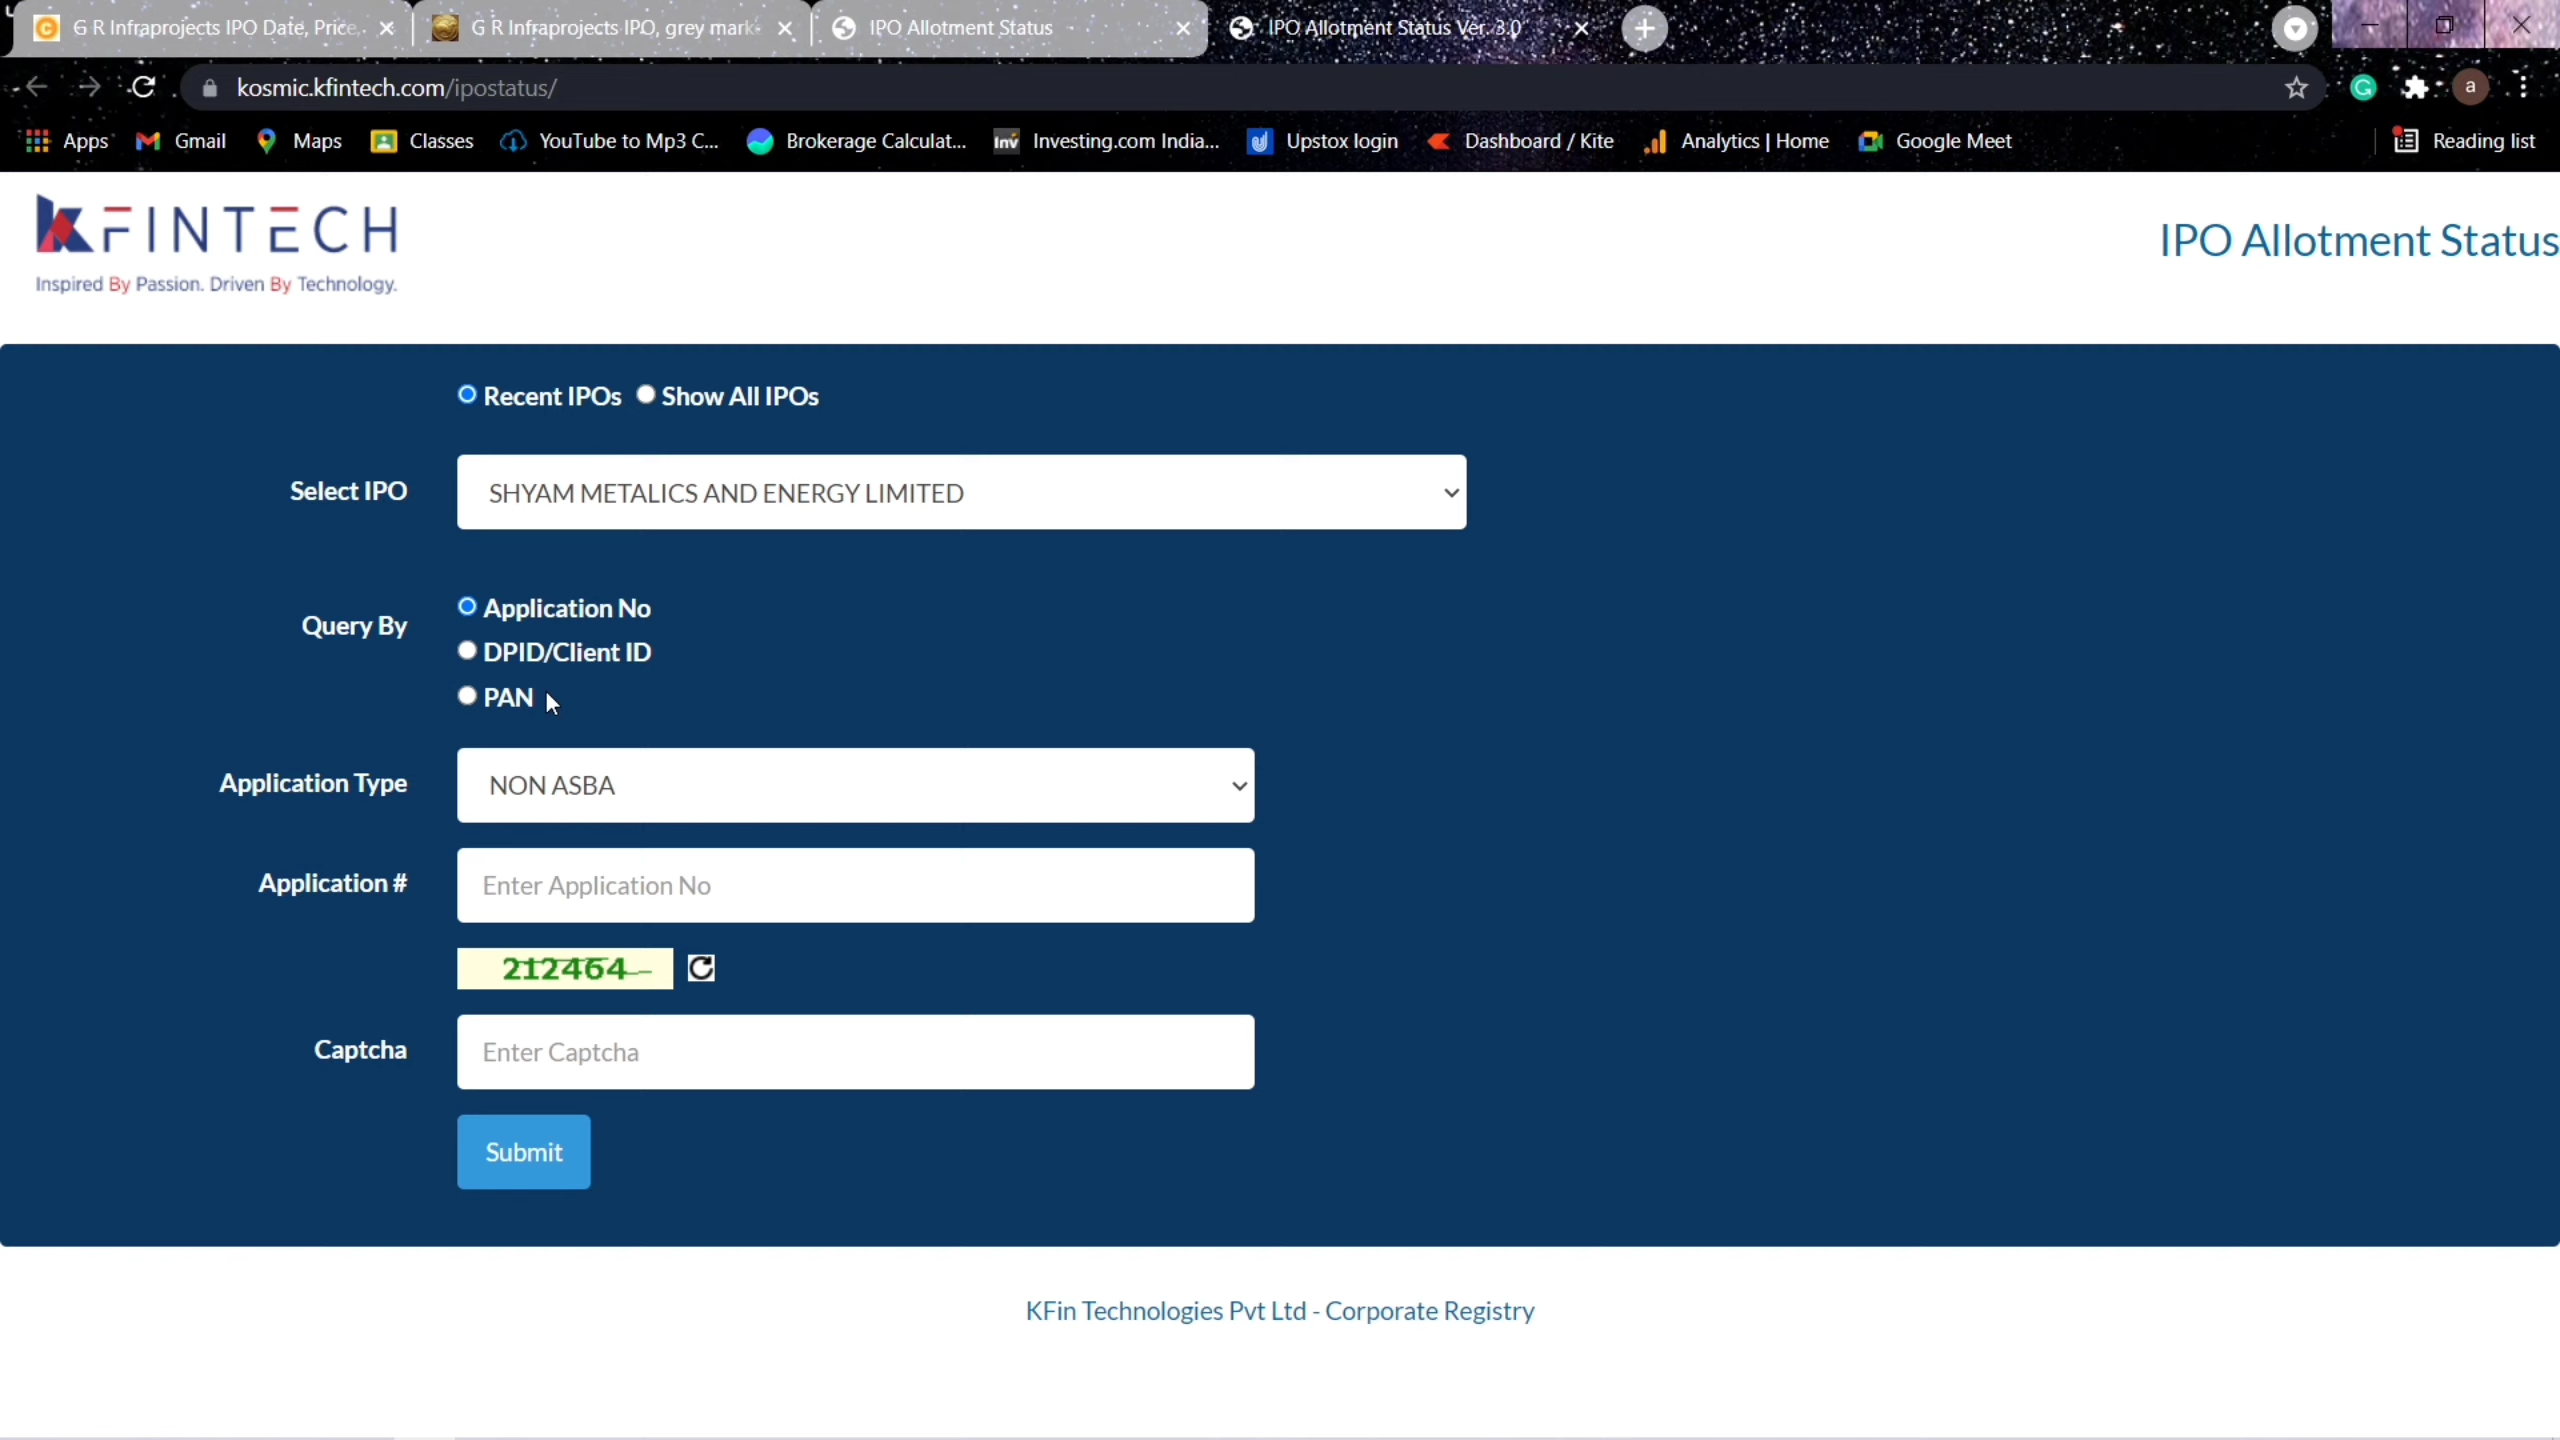 G R Infraprojects IPO Date, Price,
G R Infraprojects IPO, grey mark
IPO Allotment Status
IPO Allotment Status Ver. 3.0
kosmic.kfintech.com/ipostatus/
a
Apps
Gmail
Maps
Classes
YouTube to Mp3 C...
Brokerage Calculat...
Inv
Investing.com India...
Upstox login
Dashboard / Kite
Analytics | Home
Google Meet
Reading list
KFINTECH
Inspired By Passion. Driven By Technology.
IPO Allotment Status
Recent IPOs Show All IPOs
Select IPO
SHYAM METALICS AND ENERGY LIMITED
Query By
Application No
DPID/Client ID
PAN
Application Type
NON ASBA
Application #
Enter Application No
212464
Captcha
Enter Captcha
Submit
KFin Technologies Pvt Ltd - Corporate Registry